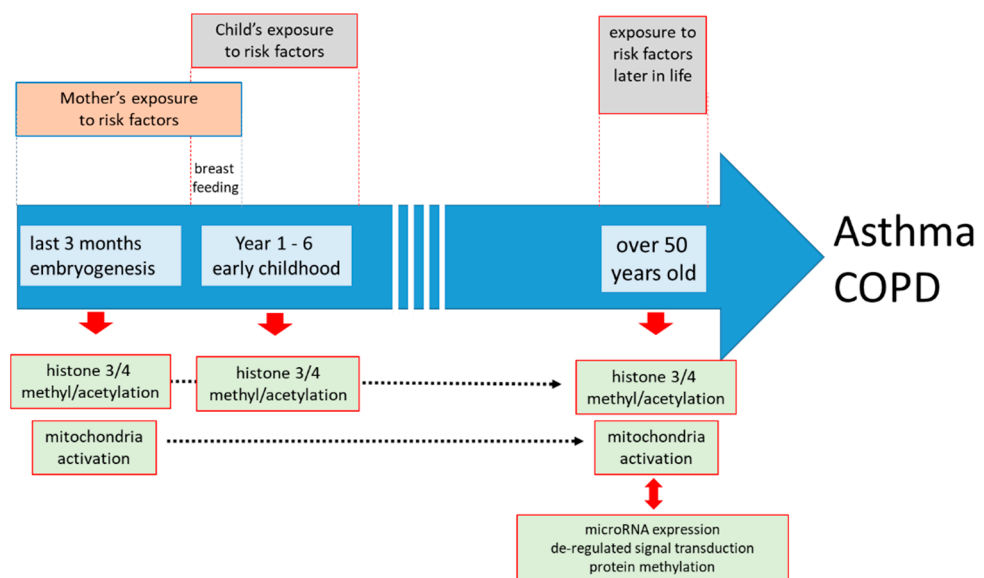 Child's exposure
to risk factors
exposure to
risk factors
later in life
Mother's exposure
to risk factors
breast
feeding
last 3 months
embryogenesis
Year 1 - 6
early childhood
over 50
years old
Asthma
COPD
histone 3/4
methyl/acetylation
histone 3/4
methyl/acetylation
histone 3/4
methyl/acetylation
mitochondria
activation
mitochondria
activation
microRNA expression
de-regulated signal transduction
protein methylation